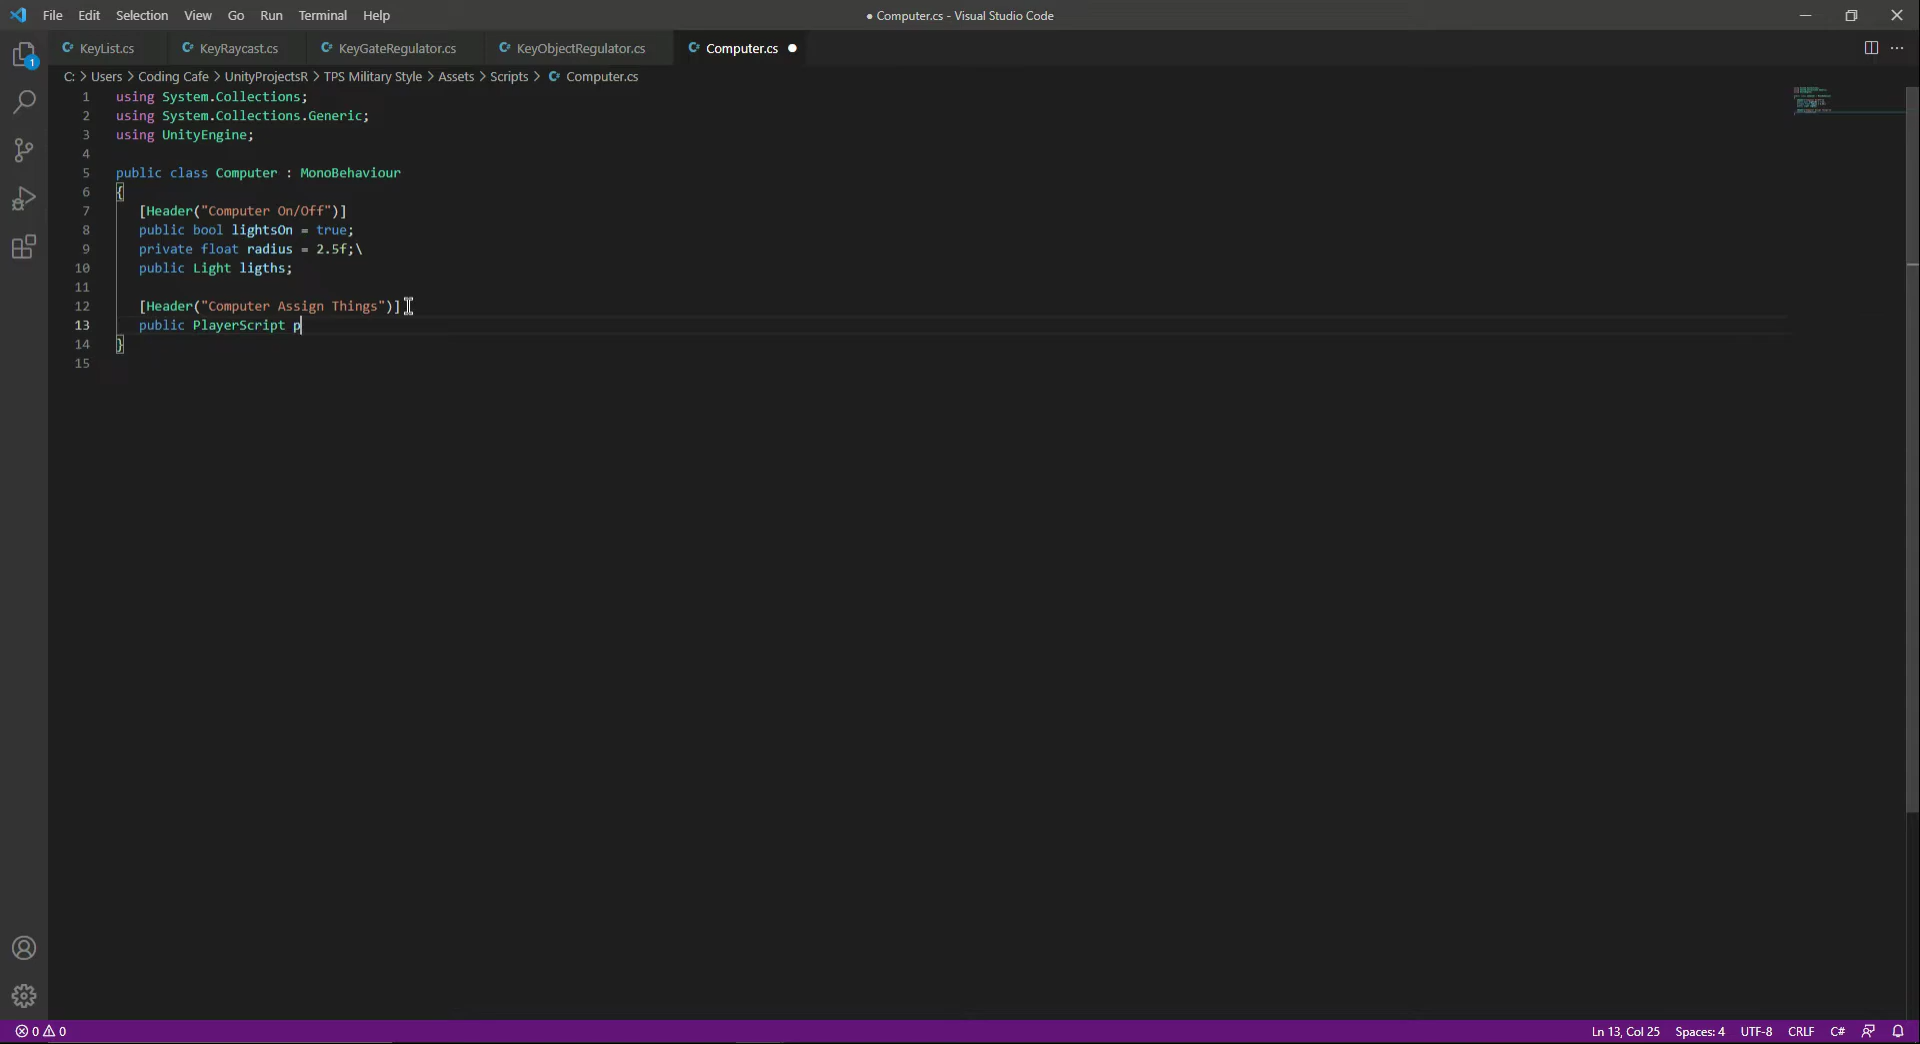 File Edit Selection View Go Run Terminal Help ● Computer.cs - Visual Studio Code
KeyList.cs KeyRaycast.cs KeyGateRegulator.cs KeyObjectRegulator.cs Computer.cs
C: > Users > Coding Cafe > UnityProjectsR > TPS Military Style > Assets > Scripts > Computer.cs
1 using System.Collections;
2 using System.Collections.Generic;
3 using UnityEngine;
4
5 public class Computer : MonoBehaviour
6 {
7 [Header("Computer On/Off")]
8 public bool lightsOn = true;
9 private float radius = 2.5f;\
10 public Light ligths;
11
12 [Header("Computer Assign Things")]
13 public PlayerScript p
14 }
15
1
0 0 Ln 13, Col 25 Spaces: 4 UTF-8 CRLF C#